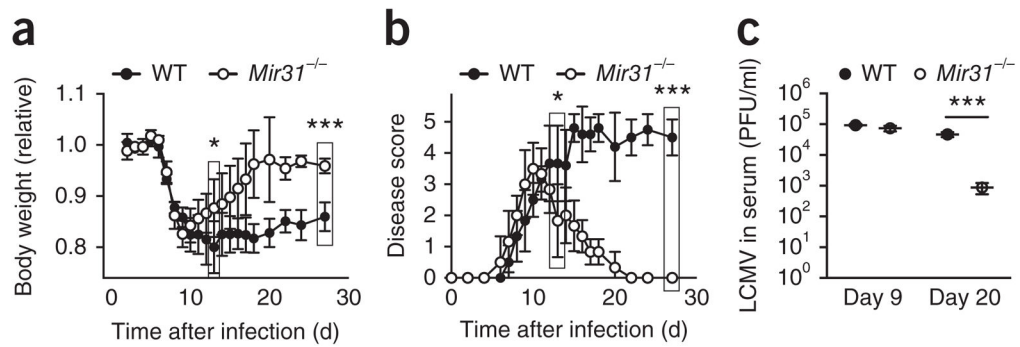 a
WT Mir31⁻/⁻
Body weight (relative)
1.1
1.0
0.9
0.8
*
***
0 10 20 30
Time after infection (d)
b
WT Mir31⁻/⁻
Disease score
5
4
3
2
1
0
*
***
0 10 20 30
Time after infection (d)
c
WT Mir31⁻/⁻
LCMV in serum (PFU/ml)
10⁶
10⁵
10⁴
10³
10²
10¹
10⁰
***
Day 9 Day 20